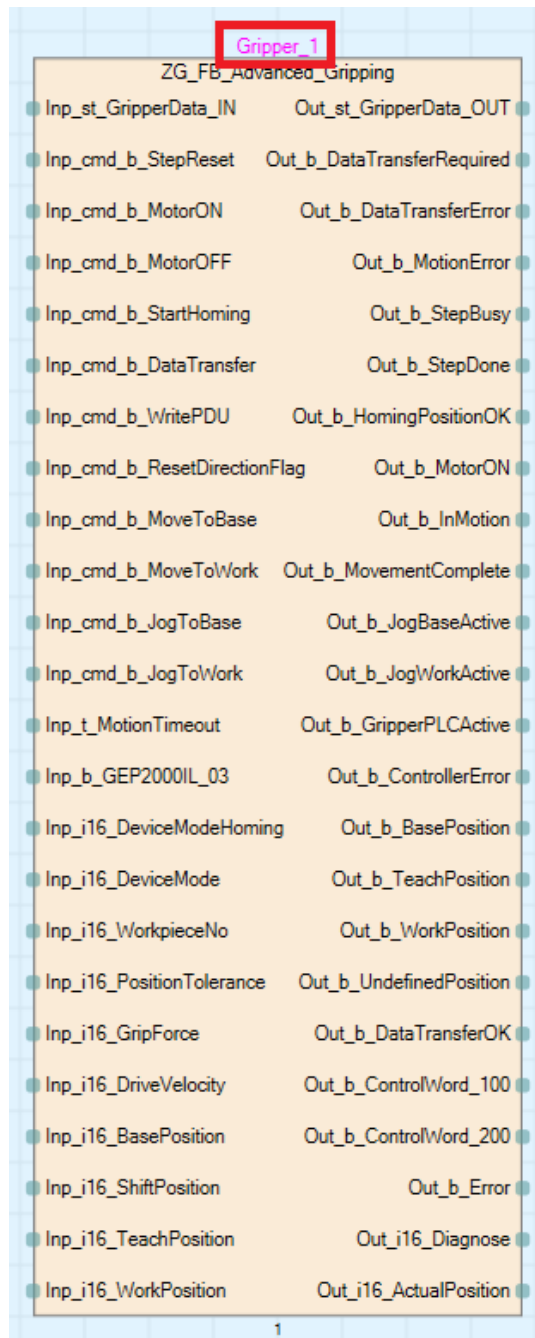 Gripper_1
ZG_FB_Advanced_Gripping
Inp_st_GripperData_IN Out_st_GripperData_OUT
Inp_cmd_b_StepReset Out_b_DataTransferRequired
Inp_cmd_b_MotorON Out_b_DataTransferError
Inp_cmd_b_MotorOFF Out_b_MotionError
Inp_cmd_b_StartHoming Out_b_StepBusy
Inp_cmd_b_DataTransfer Out_b_StepDone
Inp_cmd_b_WritePDU Out_b_HomingPositionOK
Inp_cmd_b_ResetDirectionFlag Out_b_MotorON
Inp_cmd_b_MoveToBase Out_b_InMotion
Inp_cmd_b_MoveToWork Out_b_MovementComplete
Inp_cmd_b_JogToBase Out_b_JogBaseActive
Inp_cmd_b_JogToWork Out_b_JogWorkActive
Inp_t_MotionTimeout Out_b_GripperPLCActive
Inp_b_GEP2000IL_03 Out_b_ControllerError
Inp_i16_DeviceModeHoming Out_b_BasePosition
Inp_i16_DeviceMode Out_b_TeachPosition
Inp_i16_WorkpieceNo Out_b_WorkPosition
Inp_i16_PositionTolerance Out_b_UndefinedPosition
Inp_i16_GripForce Out_b_DataTransferOK
Inp_i16_DriveVelocity Out_b_ControlWord_100
Inp_i16_BasePosition Out_b_ControlWord_200
Inp_i16_ShiftPosition Out_b_Error
Inp_i16_TeachPosition Out_i16_Diagnose
Inp_i16_WorkPosition Out_i16_ActualPosition
1